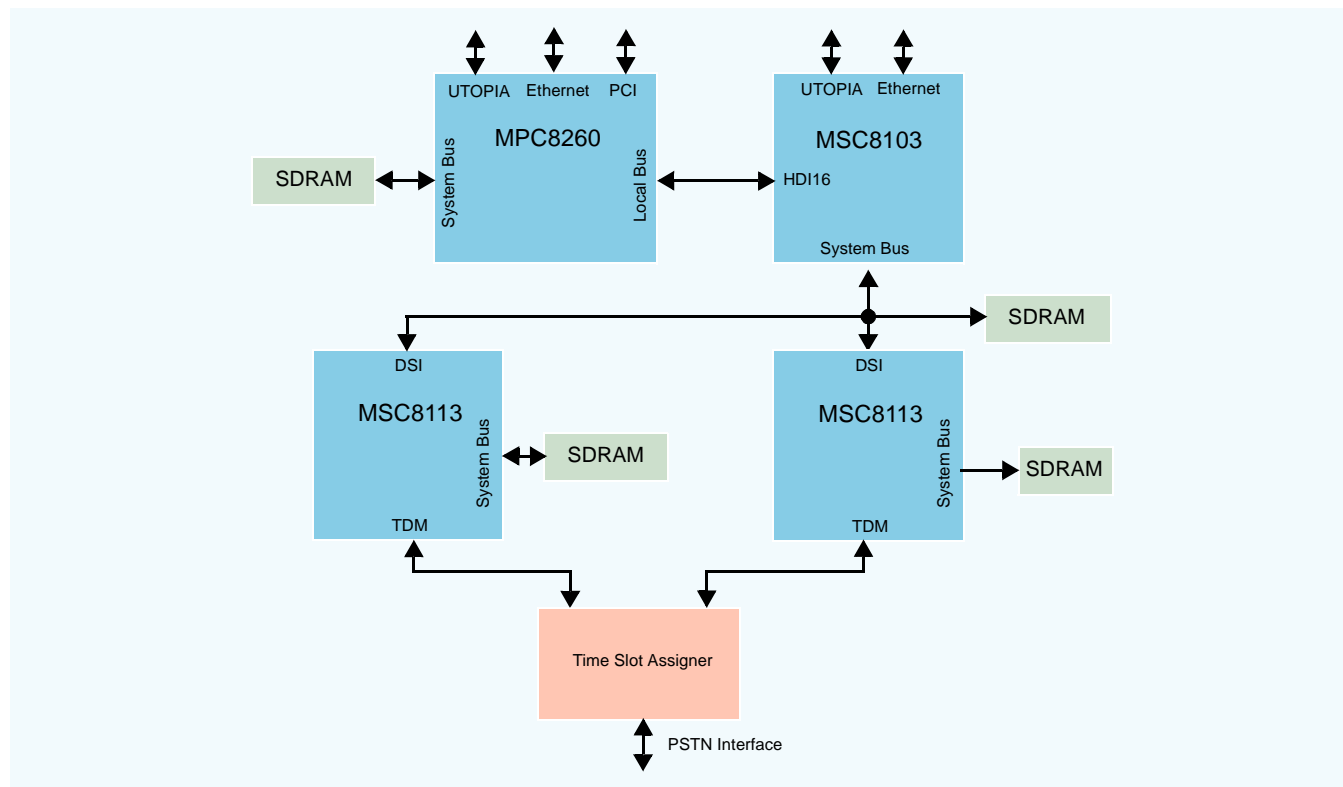 UTOPIA Ethernet PCI
MPC8260
System Bus
Local Bus
SDRAM
UTOPIA Ethernet
MSC8103
HDI16
System Bus
SDRAM
DSI
MSC8113
System Bus
SDRAM
TDM
DSI
MSC8113
System Bus
SDRAM
TDM
Time Slot Assigner
PSTN Interface